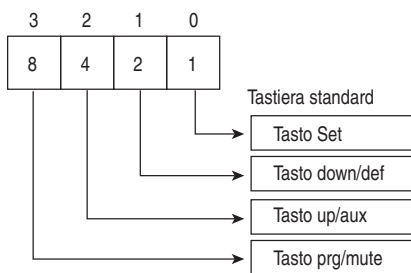 3 2 1 0
8 4 2 1
Tastiera standard
Tasto Set
Tasto down/def
Tasto up/aux
Tasto prg/mute